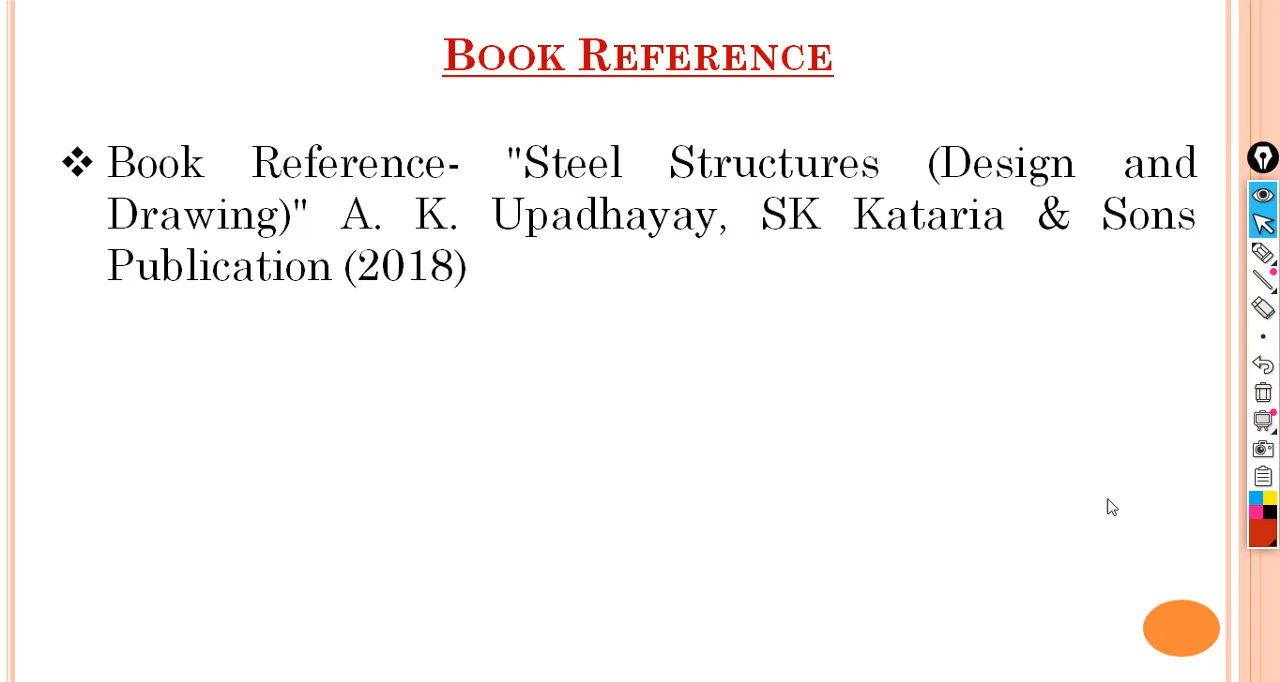 BOOK REFERENCE
❖ Book Reference- "Steel Structures (Design and
Drawing)" A. K. Upadhayay, SK Kataria & Sons
Publication (2018)